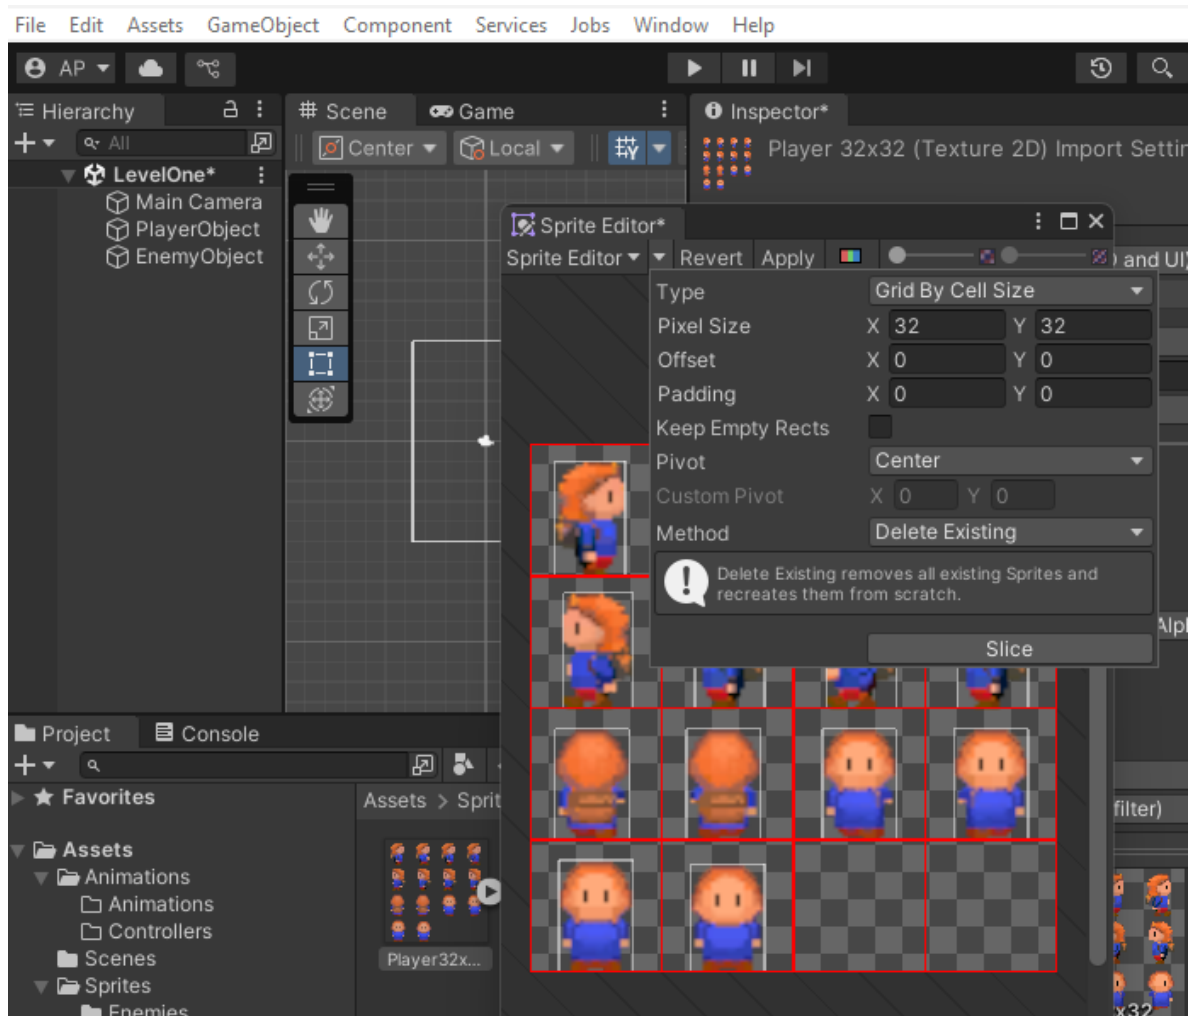 File Edit Assets GameObject Component Services Jobs Window Help
AP
Hierarchy
All
LevelOne*
Main Camera
PlayerObject
EnemyObject
Scene Game
Center Local
Inspector*
Player 32x32 (Texture 2D) Import Settin
Sprite Editor*
Sprite Editor Revert Apply
D and UI)
Type Grid By Cell Size
Pixel Size X 32 Y 32
Offset X 0 Y 0
Padding X 0 Y 0
Keep Empty Rects
Pivot Center
Custom Pivot X 0 Y 0
Method Delete Existing
Delete Existing removes all existing Sprites and
recreates them from scratch.
Alpl
Slice
Project Console
Favorites
Assets
Animations
Animations
Controllers
Scenes
Sprites
Enemies
Assets > Sprit
Player32x...
filter)
x32